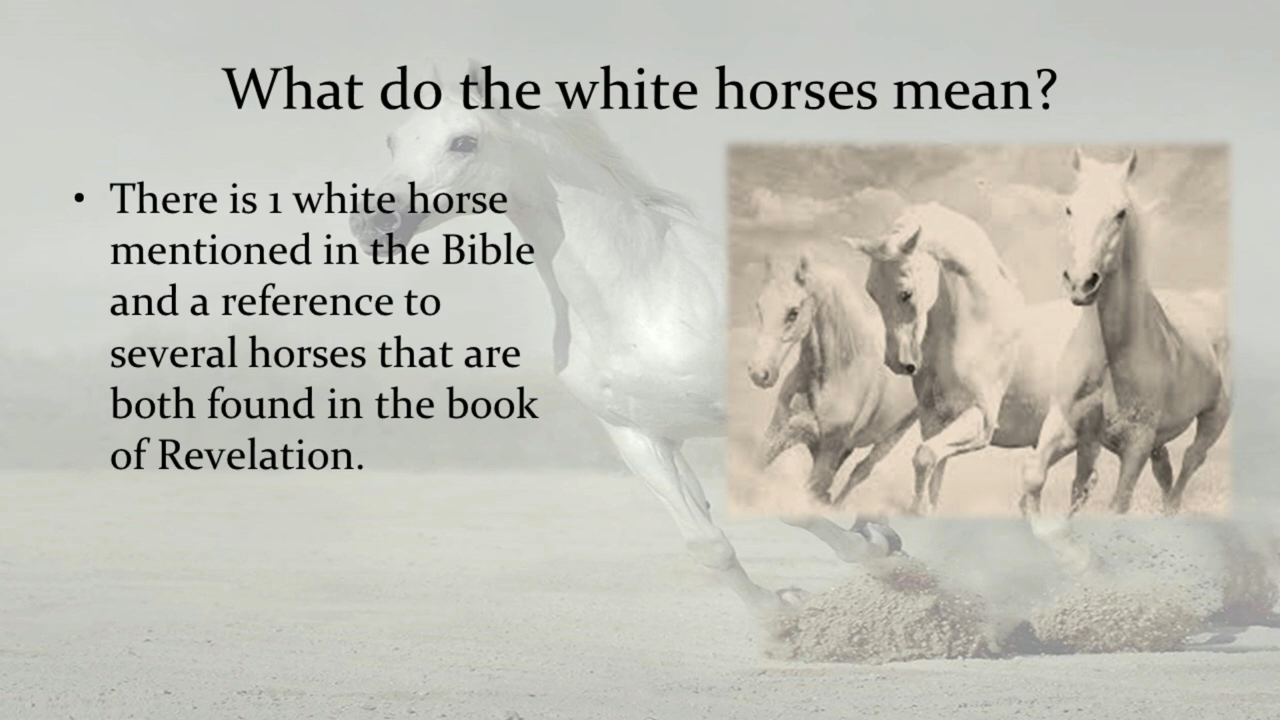 What do the white horses mean?
• There is 1 white horse
mentioned in the Bible
and a reference to
several horses that are
both found in the book
of Revelation.